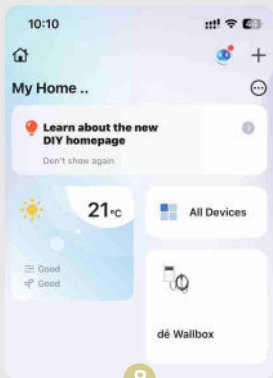 10:10
My Home ..
Learn about the new
DIY homepage
Don't show again
21°C
All Devices
Good
Good
dé Wallbox